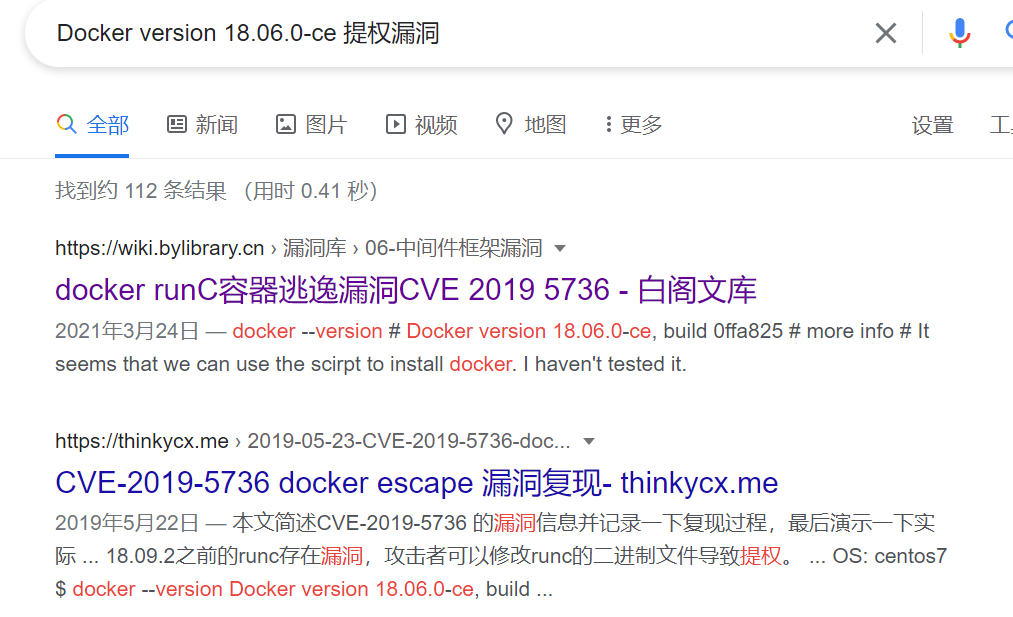 Docker version 18.06.0-ce 提权漏洞
全部 新闻 图片 视频 地图 更多 设置
找到约 112 条结果 （用时 0.41 秒）
https://wiki.bylibrary.cn › 漏洞库 › 06-中间件框架漏洞
docker runC容器逃逸漏洞CVE 2019 5736 - 白阁文库
2021年3月24日 — docker --version # Docker version 18.06.0-ce, build 0ffa825 # more info # It
seems that we can use the scirpt to install docker. I haven't tested it.
https://thinkycx.me › 2019-05-23-CVE-2019-5736-doc...
CVE-2019-5736 docker escape 漏洞复现- thinkycx.me
2019年5月22日 — 本文简述CVE-2019-5736 的漏洞信息并记录一下复现过程，最后演示一下实
际 ... 18.09.2之前的runc存在漏洞，攻击者可以修改runc的二进制文件导致提权。 ... OS: centos7
$ docker --version Docker version 18.06.0-ce, build ...